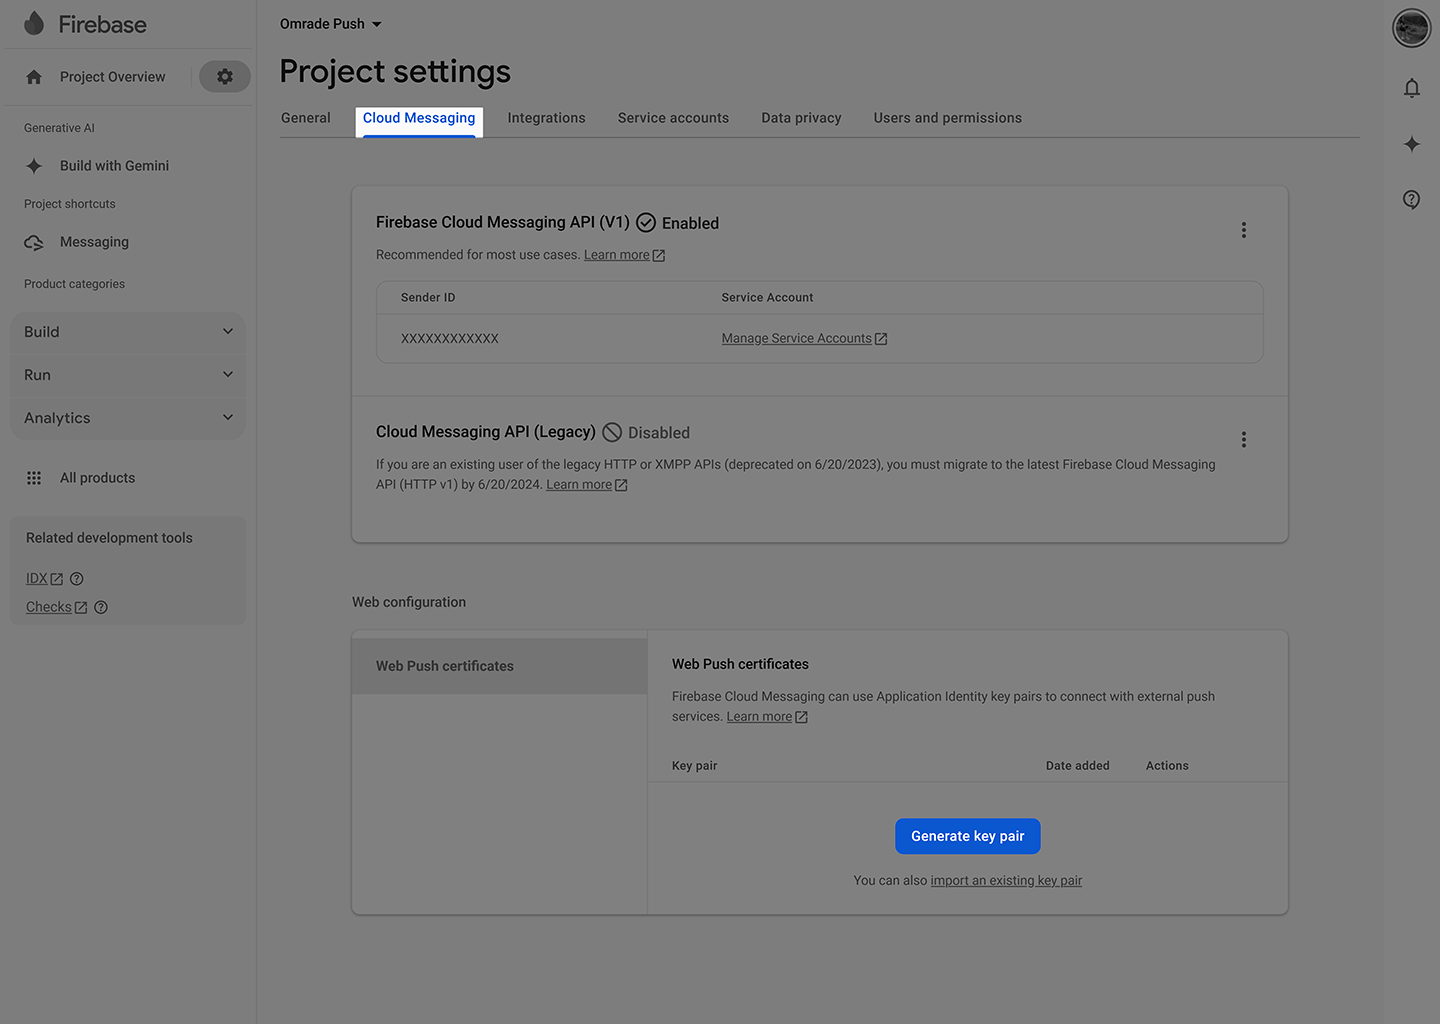 Firebase
Project Overview
Generative AI
Build with Gemini
Project shortcuts
Messaging
Product categories
Build
Run
Analytics
All products
Related development tools
IDX
Checks
Omrade Push
Project settings
General
Cloud Messaging
Integrations
Service accounts
Data privacy
Users and permissions
Firebase Cloud Messaging API (V1) Enabled
Recommended for most use cases. Learn more
Sender ID Service Account
XXXXXXXXXXXX Manage Service Accounts
Cloud Messaging API (Legacy) Disabled
If you are an existing user of the legacy HTTP or XMPP APIs (deprecated on 6/20/2023), you must migrate to the latest Firebase Cloud Messaging
API (HTTP v1) by 6/20/2024. Learn more
Web configuration
Web Push certificates
Web Push certificates
Firebase Cloud Messaging can use Application Identity key pairs to connect with external push
services. Learn more
Key pair Date added Actions
Generate key pair
You can also import an existing key pair